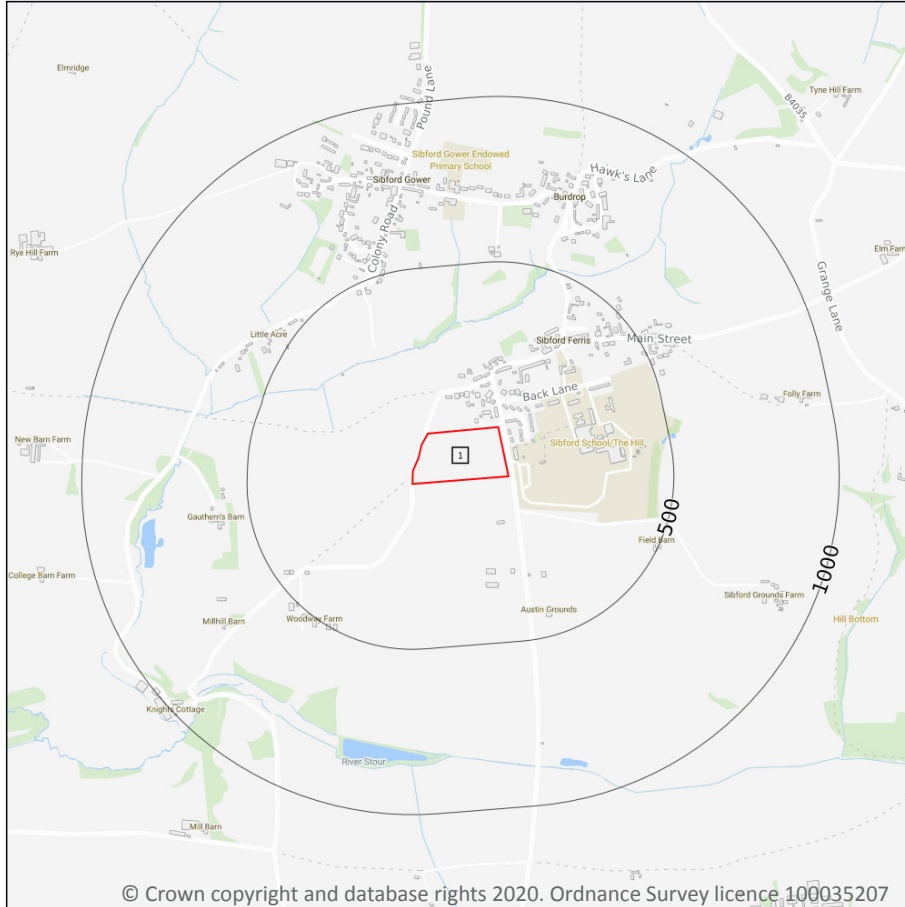 Elmridge
Pound Lane
B4035
Tyne Hill Farm
Sibford Gower Endowed
Primary School
Hawk's Lane
Sibford Gower
Burdrop
Colony Road
Rye Hill Farm
Elm Farm
Grange Lane
Little Acre
Sibford Ferris
Main Street
Back Lane
Folly Farm
New Barn Farm
Sibford School/The Hill
1
Gauthern's Barn
500
Field Barn
1000
College Barn Farm
Sibford Grounds Farm
Millhill Barn
Woodway Farm
Austin Grounds
Hill Bottom
Knights Cottage
River Stour
Mill Barn
© Crown copyright and database rights 2020. Ordnance Survey licence 100035207